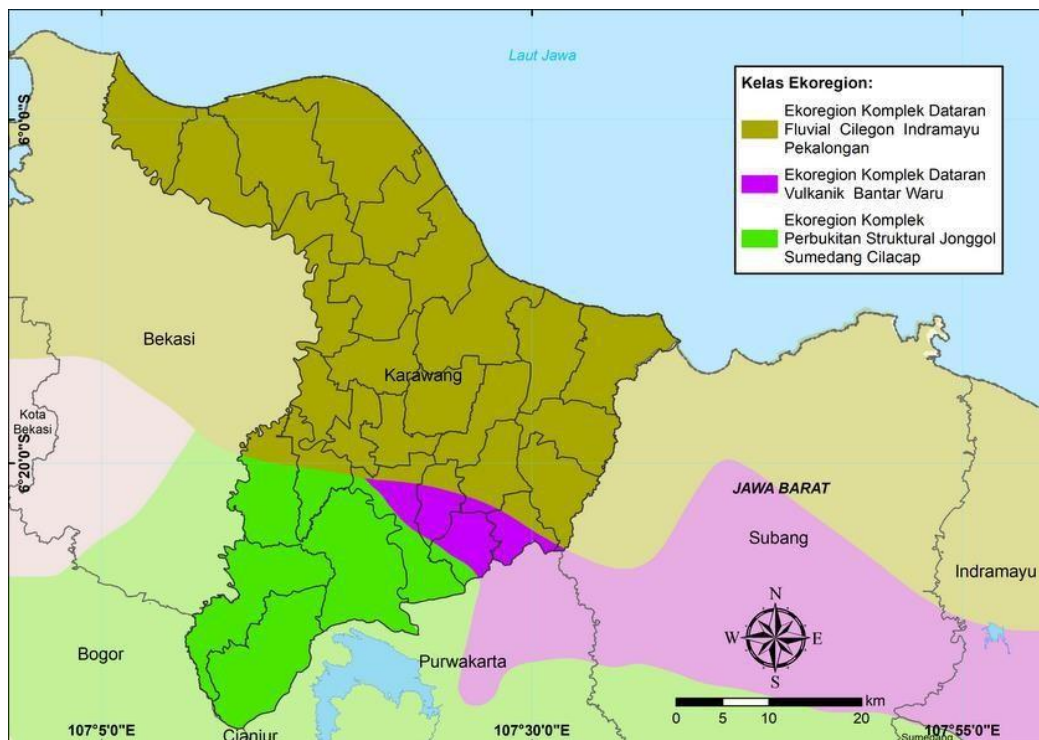 Laut Jawa
Kelas Ekoregion:
Ekoregion Komplek Dataran
Fluvial Cilegon Indramayu
Pekalongan
Ekoregion Komplek Dataran
Vulkanik Bantar Waru
Ekoregion Komplek
Perbukitan Struktural Jonggol
Sumedang Cilacap
6°0'0"S
Bekasi
Karawang
Kota
Bekasi
6°20'0"S
JAWA BARAT
Subang
Indramayu
N
W E
S
Bogor
Purwakarta
km
0 5 10 20
107°5'0"E
Cianjur
107°30'0"E
107°55'0"E
Sumedang